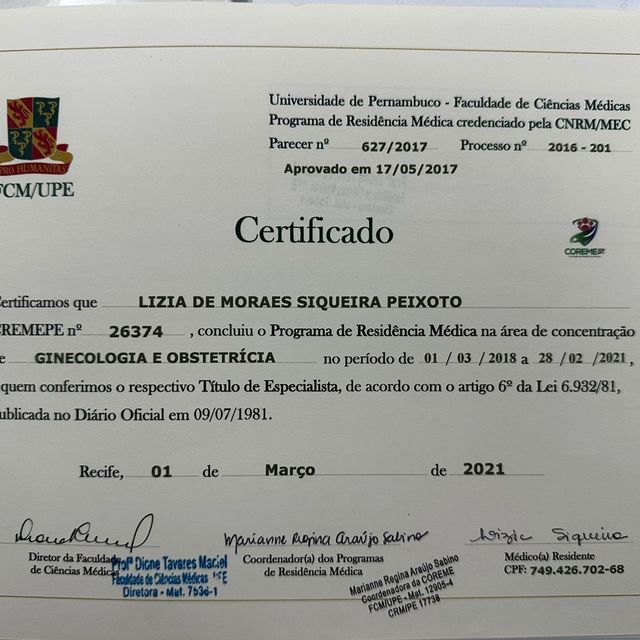 Universidade de Pernambuco - Faculdade de Ciências Médicas
Programa de Residência Médica credenciado pela CNRM/MEC
Parecer nº 627/2017 Processo nº 2016 - 201
Aprovado em 17/05/2017
PRO HUMANITAS
FCM/UPE
Certificado
COREME
Certificamos que LIZIA DE MORAES SIQUEIRA PEIXOTO
CREMEPE nº 26374 , concluiu o Programa de Residência Médica na área de concentração
e GINECOLOGIA E OBSTETRÍCIA no período de 01 / 03 / 2018 a 28 / 02 / 2021,
quem conferimos o respectivo Título de Especialista, de acordo com o artigo 6º da Lei 6.932/81,
publicada no Diário Oficial em 09/07/1981.
Recife, 01 de Março de 2021
Marianne Regina Araújo Sabino
Lizia Siqueira
Diretor da Faculdade
de Ciências Médicas
Profª Dione Tavares Maciel
Faculdade de Ciências Médicas
Diretora - Mat. 7536-1
Coordenador(a) dos Programas
de Residência Médica
Marianne Regina Araújo Sabino
Coordenadora da COREME
FCM/UPE - Mat. 12905-4
CRM/PE 17738
Médico(a) Residente
CPF: 749.426.702-68